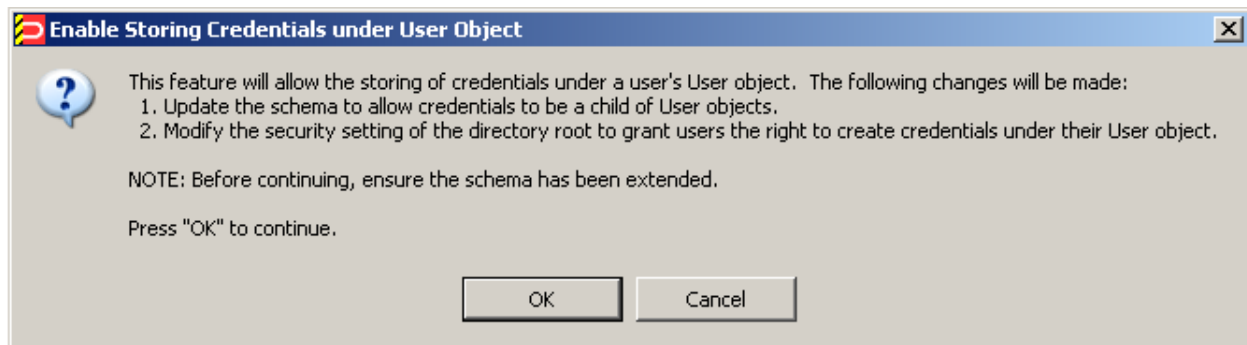 Enable Storing Credentials under User Object
This feature will allow the storing of credentials under a user's User object.  The following changes will be made:
1. Update the schema to allow credentials to be a child of User objects.
2. Modify the security setting of the directory root to grant users the right to create credentials under their User object.
NOTE: Before continuing, ensure the schema has been extended.
Press "OK" to continue.
OK
Cancel